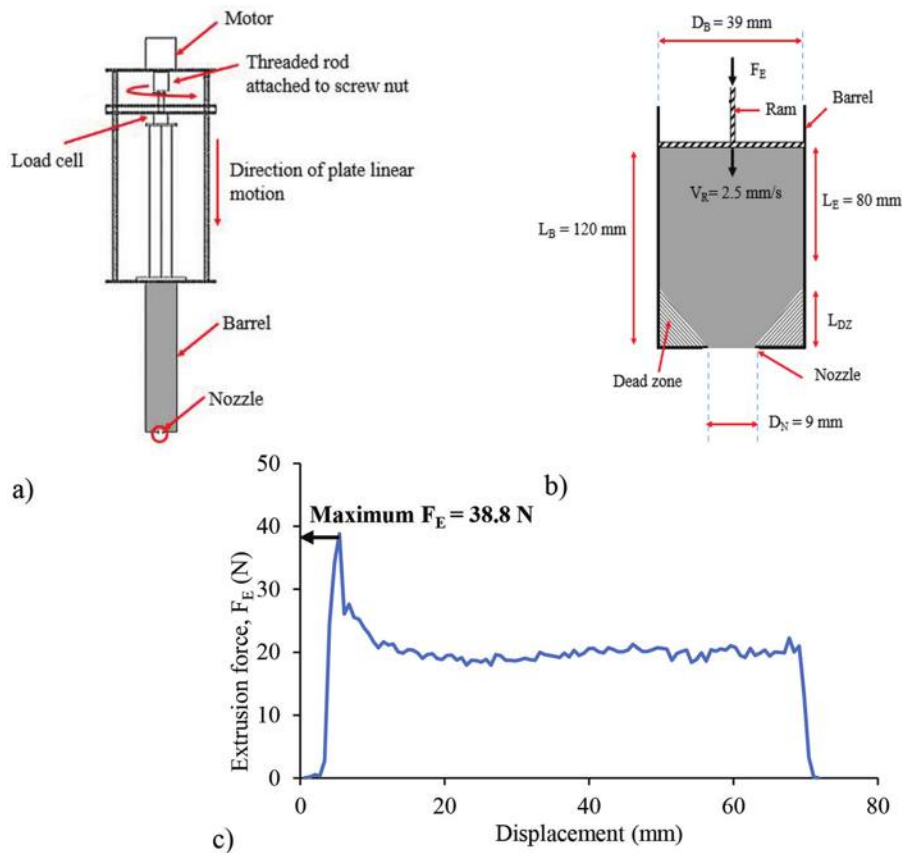 Motor
Threaded rod
attached to screw nut
Load cell
Direction of plate linear
motion
Barrel
Nozzle
a)
D_B = 39 mm
F_E
Ram
Barrel
V_R= 2.5 mm/s
L_B = 120 mm
L_E = 80 mm
L_DZ
Dead zone
Nozzle
D_N = 9 mm
b)
50
40
30
20
10
0
Maximum F_E = 38.8 N
Extrusion force, F_E (N)
0
20
40
60
80
Displacement (mm)
c)